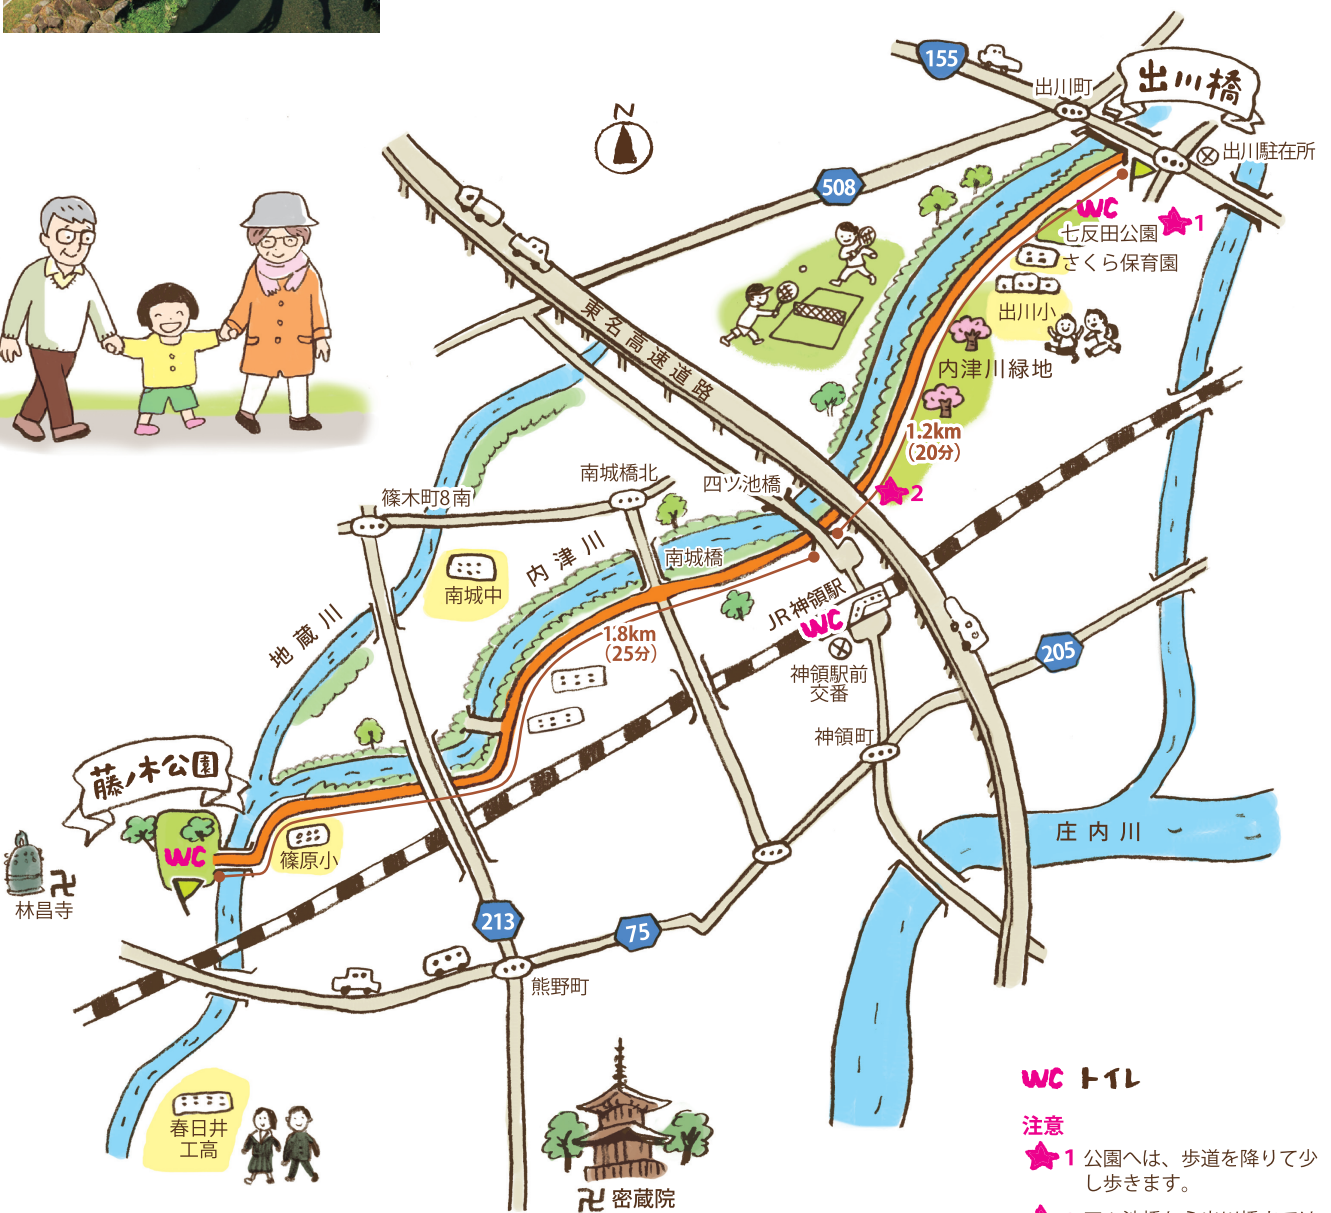 N
155
出川町
出川橋
出川駐在所
508
WC
1
七反田公園
さくら保育園
出川小
内津川緑地
東名高速道路
1.2km
（20分）
2
四ツ池橋
南城橋北
篠木町8南
内津川
南城橋
南城中
地蔵川
JR神領駅
WC
神領駅前
交番
1.8km
（25分）
205
神領町
藤ノ木公園
WC
篠原小
林昌寺
庄内川
213
75
熊野町
春日井
工高
密蔵院
WC トイレ
注意
1 公園へは、歩道を降りて少
し歩きます。